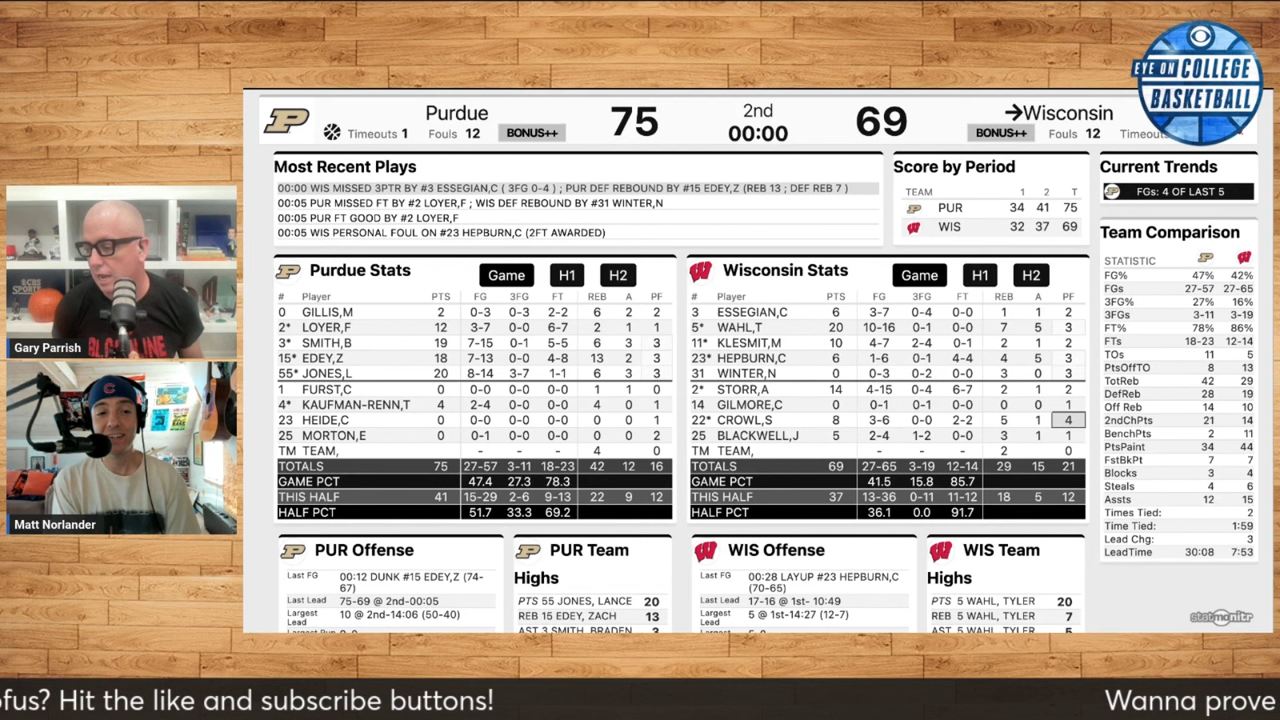 EYE ON COLLEGE
BASKETBALL
Purdue 75 2nd 69 →Wisconsin
Timeouts 1 Fouls 12 BONUS++ 00:00 BONUS++ Fouls 12 Timeouts
Most Recent Plays
00:00 WIS MISSED 3PTR BY #3 ESSEGIAN,C ( 3FG 0-4 ) ; PUR DEF REBOUND BY #15 EDEY,Z (REB 13 ; DEF REB 7 )
00:05 PUR MISSED FT BY #2 LOYER,F ; WIS DEF REBOUND BY #31 WINTER,N
00:05 PUR FT GOOD BY #2 LOYER,F
00:05 WIS PERSONAL FOUL ON #23 HEPBURN,C (2FT AWARDED)
Score by Period
TEAM 1 2 T
PUR 34 41 75
WIS 32 37 69
Current Trends
FGs: 4 OF LAST 5
Team Comparison
STATISTIC
FG% 47% 42%
FGs 27-57 27-65
3FG% 27% 16%
3FGs 3-11 3-19
FT% 78% 86%
FTs 18-23 12-14
TOs 11 5
PtsOffTO 8 13
TotReb 42 29
DefReb 28 19
Off Reb 14 10
2ndChPts 21 14
BenchPts 2 11
PtsPaint 34 44
FstBkPt 7 7
Blocks 3 4
Steals 4 6
Assts 12 15
Times Tied: 2
Time Tied: 1:59
Lead Chg: 3
LeadTime 30:08 7:53
Purdue Stats Game H1 H2
# Player PTS FG 3FG FT REB A PF
0 GILLIS,M 2 0-3 0-3 2-2 6 2 2
2* LOYER,F 12 3-7 0-0 6-7 2 1 1
3* SMITH,B 19 7-15 0-1 5-5 6 3 3
15* EDEY,Z 18 7-13 0-0 4-8 13 2 3
55* JONES,L 20 8-14 3-7 1-1 6 3 3
1 FURST,C 0 0-0 0-0 0-0 1 1 0
4* KAUFMAN-RENN,T 4 2-4 0-0 0-0 4 0 1
23 HEIDE,C 0 0-0 0-0 0-0 0 0 1
25 MORTON,E 0 0-1 0-0 0-0 0 0 2
TM TEAM, - - - - 4 0
TOTALS 75 27-57 3-11 18-23 42 12 16
GAME PCT 47.4 27.3 78.3
THIS HALF 41 15-29 2-6 9-13 22 9 12
HALF PCT 51.7 33.3 69.2
Wisconsin Stats Game H1 H2
# Player PTS FG 3FG FT REB A PF
3 ESSEGIAN,C 6 3-7 0-4 0-0 1 1 2
5* WAHL,T 20 10-16 0-1 0-0 7 5 3
11* KLESMIT,M 10 4-7 2-4 0-1 2 1 2
23* HEPBURN,C 6 1-6 0-1 4-4 4 5 3
31 WINTER,N 0 0-3 0-2 0-0 3 0 3
2* STORR,A 14 4-15 0-4 6-7 2 1 2
14 GILMORE,C 0 0-1 0-1 0-0 0 0 1
22* CROWL,S 8 3-6 0-0 2-2 5 1 4
25 BLACKWELL,J 5 2-4 1-2 0-0 3 1 1
TM TEAM, - - - - 2 0
TOTALS 69 27-65 3-19 12-14 29 15 21
GAME PCT 41.5 15.8 85.7
THIS HALF 37 13-36 0-11 11-12 18 5 12
HALF PCT 36.1 0.0 91.7
PUR Offense
Last FG 00:12 DUNK #15 EDEY,Z (74-
67)
Last Lead 75-69 @ 2nd-00:05
Largest 10 @ 2nd-14:06 (50-40)
Lead
PUR Team
Highs
PTS 55 JONES, LANCE 20
REB 15 EDEY, ZACH 13
AST 3 SMITH, BRADEN 3
WIS Offense
Last FG 00:28 LAYUP #23 HEPBURN,C
(70-65)
Last Lead 17-16 @ 1st- 10:49
Largest 5 @ 1st-14:27 (12-7)
Lead
WIS Team
Highs
PTS 5 WAHL, TYLER 20
REB 5 WAHL, TYLER 7
AST 5 WAHL, TYLER 5
statmonitr
CBS
SPORTS
Gary Parrish
Matt Norlander
ofus? Hit the like and subscribe buttons! Wanna prove